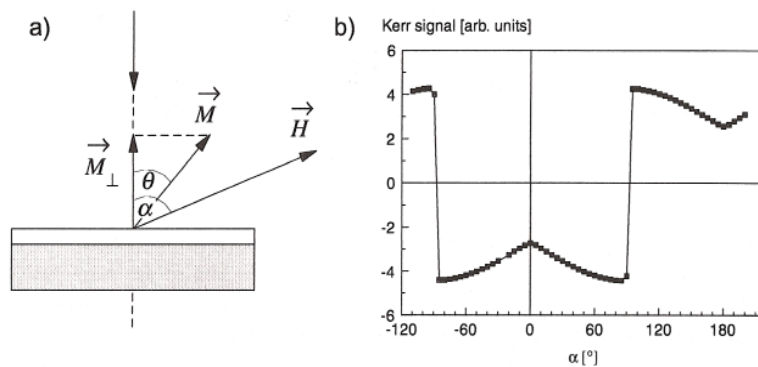 a)
M⊥
θ
α
M
H
b)
Kerr signal [arb. units]
6
4
2
0
-2
-4
-6
-120
-60
0
60
120
180
α [°]